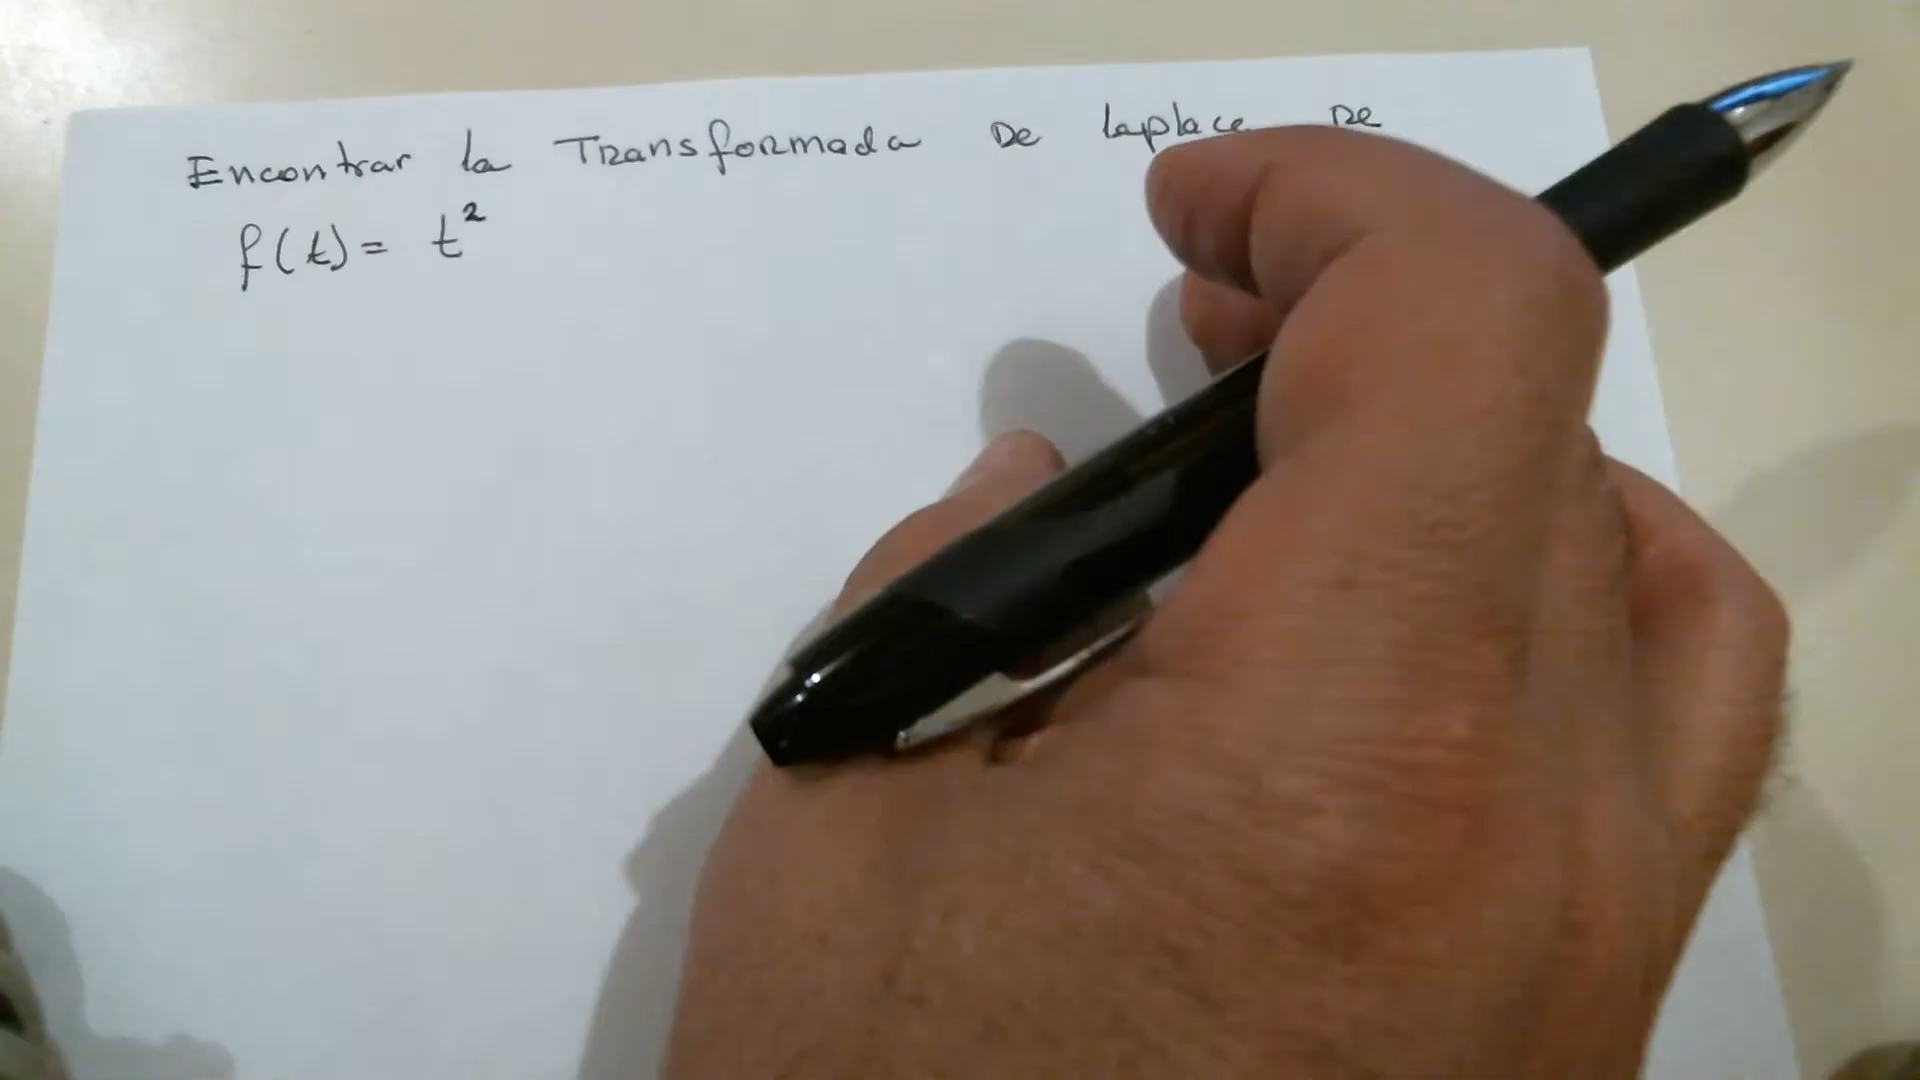 Encontrar la Transformada De Laplace De
f(t) = t²